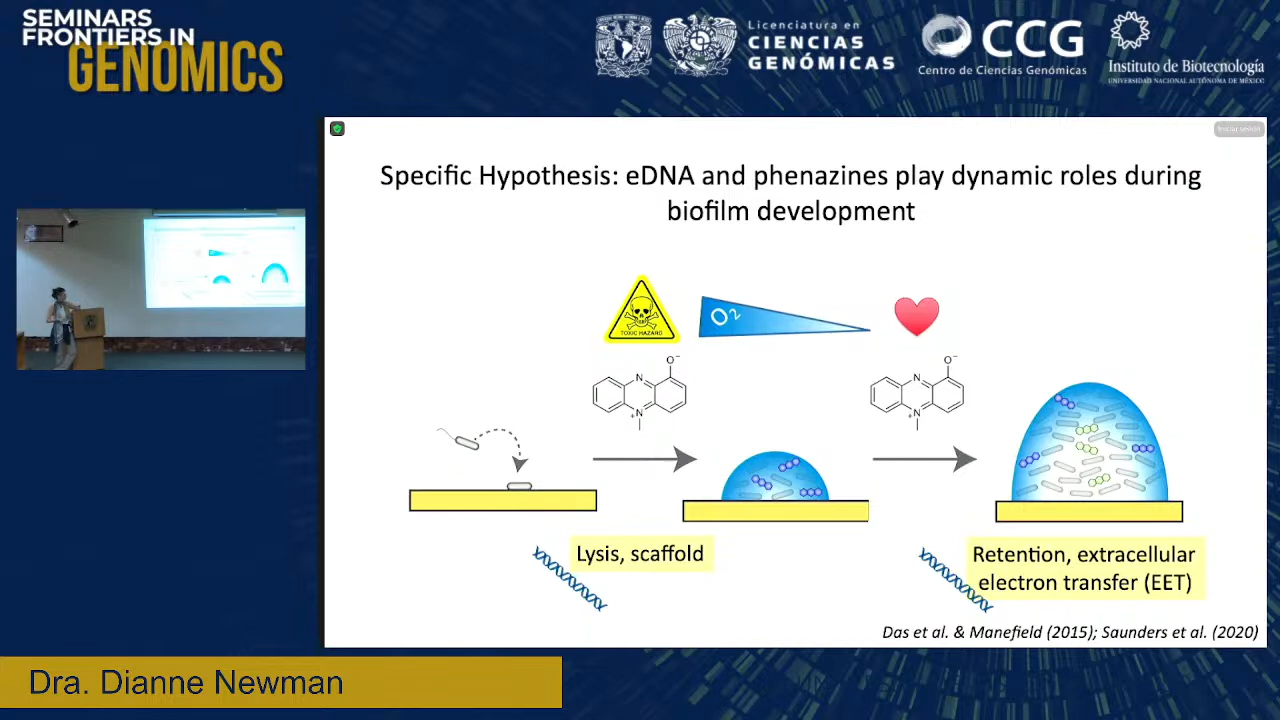 SEMINARS
FRONTIERS IN
GENOMICS
Licenciatura en
CIENCIAS
GENÓMICAS
CCG
Centro de Ciencias Genómicas
Instituto de Biotecnología
UNIVERSIDAD NACIONAL AUTÓNOMA DE MÉXICO
Iniciar sesión
Specific Hypothesis: eDNA and phenazines play dynamic roles during
biofilm development
TOXIC HAZARD
O2
O−
N
N
+
O−
N
N
+
Lysis, scaffold
Retention, extracellular
electron transfer (EET)
Das et al. & Manefield (2015); Saunders et al. (2020)
Dra. Dianne Newman